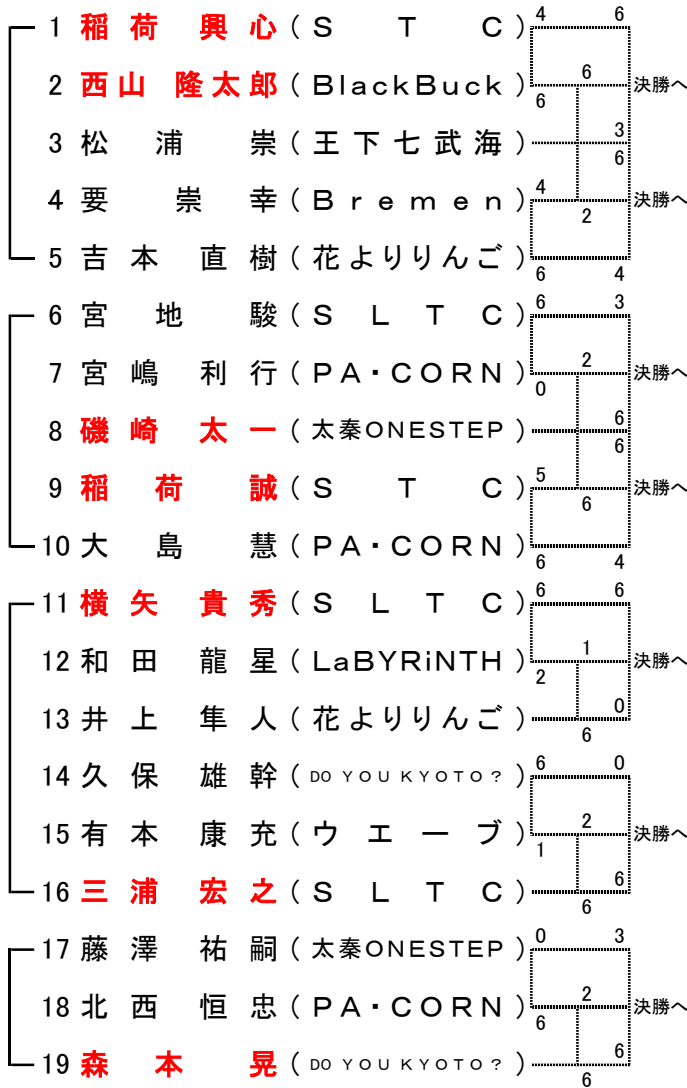 4 6
1 稲荷 興心 (STC)
6 決勝へ
2 西山 隆太郎 (BlackBuck)
6
3
3 松浦 崇 (王下七武海)
6
4
4 要 崇幸 (Bremen) 決勝へ
2
5 吉本 直樹 (花よりりんご)
6 4
6 3
6 宮地 駿 (SLTC)
2
7 宮嶋 利行 (PA・CORN) 決勝へ
0
6
8 磯崎 太一 (太秦ONESTEP)
6
5
9 稲荷 誠 (STC) 決勝へ
6
10 大島 慧 (PA・CORN)
6 4
6 6
11 横矢 貴秀 (SLTC)
1
12 和田 龍星 (LaBYRiNTH) 決勝へ
2
0
13 井上 隼人 (花よりりんご)
6
6 0
14 久保 雄幹 (DO YOU KYOTO?)
2
15 有本 康充 (ウエーブ) 決勝へ
1
6
16 三浦 宏之 (SLTC)
6
0 3
17 藤澤 祐嗣 (太秦ONESTEP)
2
18 北西 恒忠 (PA・CORN) 決勝へ
6
6
19 森本 晃 (DO YOU KYOTO?)
6